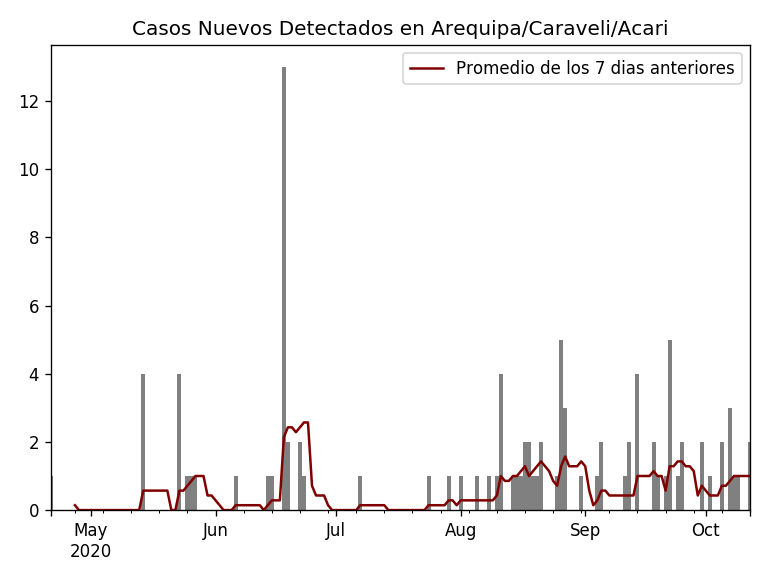 Casos Nuevos Detectados en Arequipa/Caraveli/Acari
Promedio de los 7 dias anteriores
12
10
8
6
4
2
0
May Jun Jul Aug Sep Oct
2020